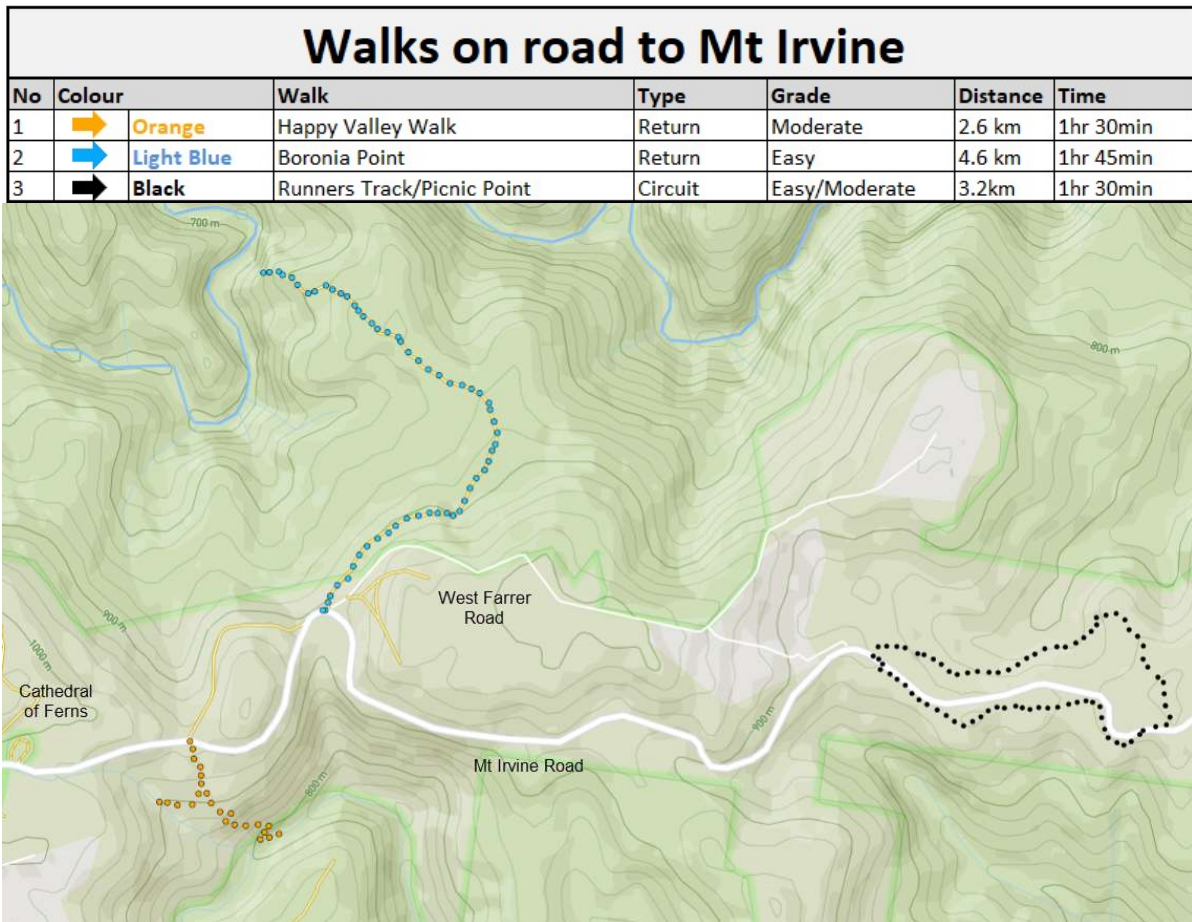 Walks on road to Mt Irvine
No Colour Walk Type Grade Distance Time
1 Orange Happy Valley Walk Return Moderate 2.6 km 1hr 30min
2 Light Blue Boronia Point Return Easy 4.6 km 1hr 45min
3 Black Runners Track/Picnic Point Circuit Easy/Moderate 3.2km 1hr 30min
700 m
800 m
West Farrer
Road
900 m
1000 m
Cathedral
of Ferns
900 m
Mt Irvine Road
800 m